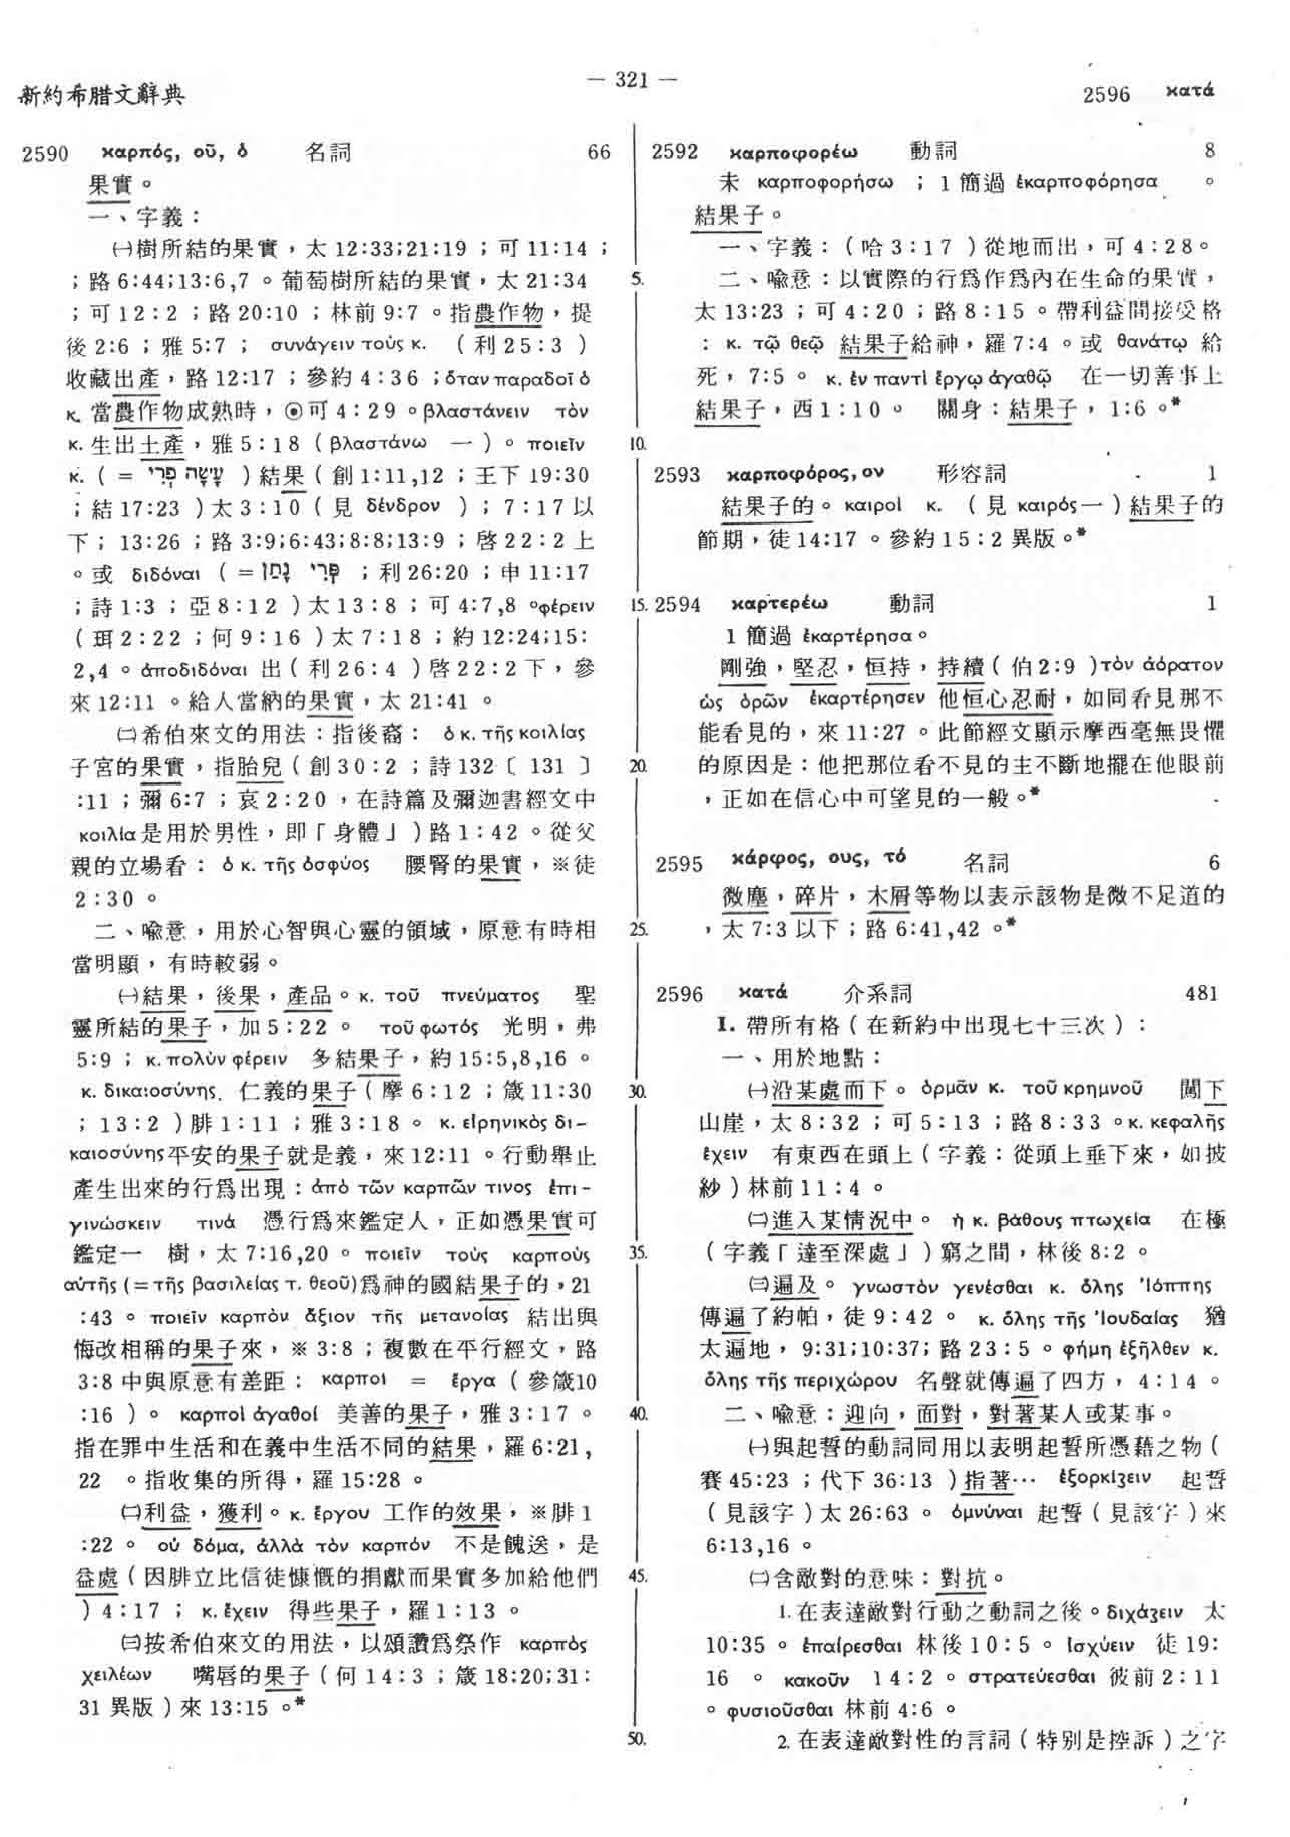 — 321 —
新約希腊文辭典
2596 κατά
2590 καρπός, οῦ, ὁ 名詞 66
果實。
一、字義：
㈠樹所結的果實，太 12:33;21:19 ；可 11:14 ；
；路 6:44;13:6,7 。葡萄樹所結的果實，太 21:34
；可 12：2 ；路 20:10 ；林前 9:7 。指農作物，提
後 2:6 ；雅 5:7 ； συνάγειν τοὺς κ. （利 25：3 ）
收藏出產，路 12:17 ；參約 4：36 ；ὅταν παραδοῖ ὁ
κ. 當農作物成熟時，⊙可 4：29 。βλαστάνειν τὸν
κ. 生出土產，雅 5：18（ βλαστάνω 一）。 ποιεῖν
κ.（ = עָשָׂה פְּרִי ）結果（創 1:11,12 ；王下 19:30
；結 17:23 ）太 3：10（見 δένδρον ）；7：17 以
下；13:26 ；路 3:9;6:43;8:8;13:9 ；啓 22：2 上
。或 διδόναι（ = נָתַן פְּרִי ；利 26:20 ；申 11:17
；詩 1:3 ；亞 8：12 ）太 13：8 ；可 4:7,8 。φέρειν
（珥 2：22 ；何 9：16 ）太 7：18 ；約 12:24;15：
2,4 。ἀποδιδόναι 出（利 26：4 ）啓 22：2 下，參
來 12:11 。給人當納的果實，太 21:41 。
㈡希伯來文的用法：指後裔： ὁ κ. τῆς κοιλίας
子宮的果實，指胎兒（創 30：2 ；詩 132〔 131 〕
:11 ；彌 6:7 ；哀 2：20 ，在詩篇及彌迦書經文中
κοιλία 是用於男性，即「身體」）路 1：42 。從父
親的立場看： ὁ κ. τῆς ὀσφύος 腰腎的果實，※徒
2：30 。
二、喻意，用於心智與心靈的領域，原意有時相
當明顯，有時較弱。
㈠結果，後果，產品。κ. τοῦ πνεύματος 聖
靈所結的果子，加 5：22 。 τοῦ φωτός 光明，弗
5:9 ； κ. πολὺν φέρειν 多結果子，約 15:5,8,16 。
κ. δικαιοσύνης. 仁義的果子（摩 6：12 ；箴 11:30
；13：2 ）腓 1：11 ；雅 3：18 。 κ. εἰρηνικὸς δι-
καιοσύνης 平安的果子就是義，來 12:11 。行動舉止
產生出來的行爲出現：ἀπὸ τῶν καρπῶν τινος ἐπι-
γινώσκειν τινά 憑行爲來鑑定人，正如憑果實可
鑑定一 樹，太 7:16,20 。ποιεῖν τοὺς καρποὺς
αὐτῆς (= τῆς βασιλείας τ. θεοῦ) 爲神的國結果子的，21
:43 。 ποιεῖν καρπὸν ἄξιον τῆς μετανοίας 結出與
悔改相稱的果子來，※ 3:8 ；複數在平行經文，路
3:8 中與原意有差距： καρποί = ἔργα（參箴10
:16 ）。 καρποὶ ἀγαθοί 美善的果子，雅 3：17 。
指在罪中生活和在義中生活不同的結果，羅 6:21,
22 。指收集的所得，羅 15:28 。
㈡利益，獲利。κ. ἔργου 工作的效果，※腓 1
:22 。 οὐ δόμα, ἀλλὰ τὸν καρπόν 不是餽送，是
益處（因腓立比信徒慷慨的捐獻而果實多加給他們
）4：17 ； κ. ἔχειν 得些果子，羅 1：13 。
㈢按希伯來文的用法，以頌讚爲祭作 καρπὸς
χειλέων 嘴唇的果子（何 14：3 ；箴 18:20;31：
31 異版）來 13:15 。*
5.
10.
15.
20.
25.
30.
35.
40.
45.
50.
2592 καρποφορέω 動詞 8
未 καρποφορήσω ；1 簡過 ἐκαρποφόρησα 。
結果子。
一、字義：（哈 3：17 ）從地而出，可 4：28。
二、喻意：以實際的行爲作爲內在生命的果實，
太 13:23 ；可 4：20 ；路 8：15 。帶利益間接受格
： κ. τῷ θεῷ 結果子給神，羅 7:4 。或 θανάτῳ 給
死，7:5 。 κ. ἐν παντὶ ἔργῳ ἀγαθῷ 在一切善事上
結果子，西 1：10 。 關身：結果子，1:6 。*
2593 καρποφόρος, ον 形容詞 1
結果子的。καιροὶ κ. （見 καιρός 一）結果子的
節期，徒 14:17 。參約 15：2 異版。*
2594 καρτερέω 動詞 1
1 簡過 ἐκαρτέρησα。
剛強，堅忍，恒持，持續（伯 2:9 ）τὸν ἀόρατον
ὡς ὁρῶν ἐκαρτέρησεν 他恒心忍耐，如同看見那不
能看見的，來 11:27 。此節經文顯示摩西毫無畏懼
的原因是：他把那位看不見的主不斷地擺在他眼前
，正如在信心中可望見的一般。*
2595 κάρφος, ους, τό 名詞 6
微塵，碎片，木屑等物以表示該物是微不足道的
，太 7:3 以下；路 6:41,42 。*
2596 κατά 介系詞 481
I. 帶所有格（在新約中出現七十三次）：
一、用於地點：
㈠沿某處而下。ὁρμᾶν κ. τοῦ κρημνοῦ 闖下
山崖，太 8：32 ；可 5：13 ；路 8：33 。κ. κεφαλῆς
ἔχειν 有東西在頭上（字義：從頭上垂下來，如披
紗）林前 11：4 。
㈡進入某情況中。ἡ κ. βάθους πτωχεία 在極
（字義「達至深處」）窮之間，林後 8：2 。
㈢遍及。γνωστὸν γενέσθαι κ. ὅλης Ἰόππης
傳遍了約帕，徒 9：42 。 κ. ὅλης τῆς Ἰουδαίας 猶
太遍地， 9:31;10:37; 路 23：5 。φήμη ἐξῆλθεν κ.
ὅλης τῆς περιχώρου 名聲就傳遍了四方，4：14 。
二、喻意：迎向，面對，對著某人或某事。
㈠與起誓的動詞同用以表明起誓所憑藉之物（
賽 45:23 ；代下 36:13 ）指著⋯ ἐξορκίζειν 起誓
（見該字）太 26:63 。 ὀμνύναι 起誓（見該字）來
6:13,16 。
㈡含敵對的意味：對抗。
1. 在表達敵對行動之動詞之後。διχάζειν 太
10:35 。 ἐπαίρεσθαι 林後 10：5 。 ἰσχύειν 徒 19：
16 。 κακοῦν 14：2 。στρατεύεσθαι 彼前 2：11
。φυσιοῦσθαι 林前 4:6 。
2. 在表達敵對性的言詞（特別是控訴）之字